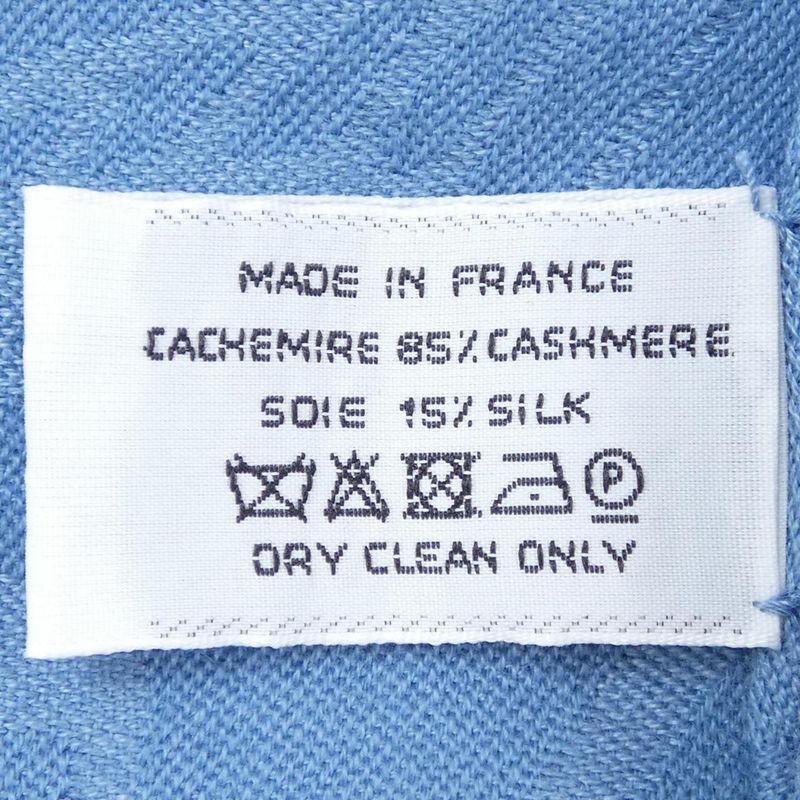 MADE IN FRANCE
CACHEMIRE 85% CASHMERE
SOIE 15% SILK
P
DRY CLEAN ONLY